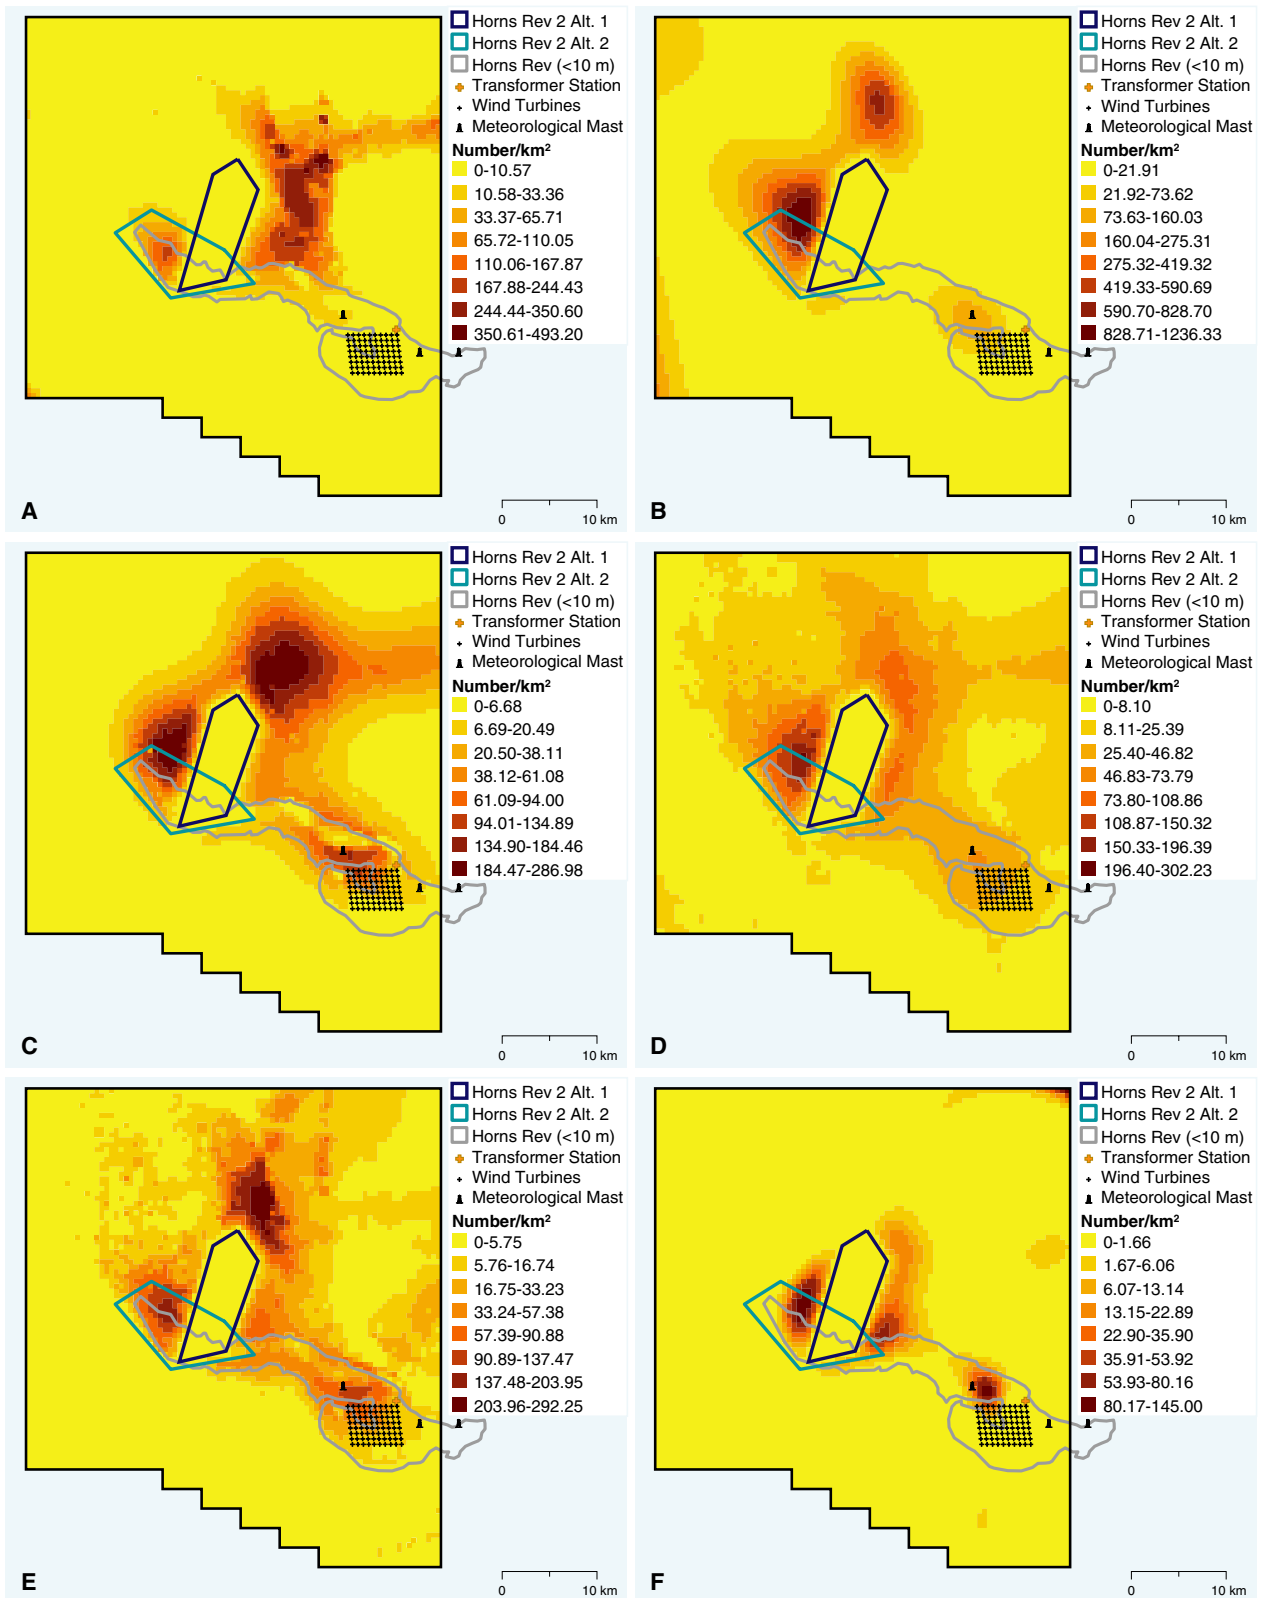 Horns Rev 2 Alt. 1
Horns Rev 2 Alt. 2
Horns Rev (<10 m)
Transformer Station
Wind Turbines
Meteorological Mast
Number/km²
0-10.57
10.58-33.36
33.37-65.71
65.72-110.05
110.06-167.87
167.88-244.43
244.44-350.60
350.61-493.20
A
0 10 km
Horns Rev 2 Alt. 1
Horns Rev 2 Alt. 2
Horns Rev (<10 m)
Transformer Station
Wind Turbines
Meteorological Mast
Number/km²
0-21.91
21.92-73.62
73.63-160.03
160.04-275.31
275.32-419.32
419.33-590.69
590.70-828.70
828.71-1236.33
B
0 10 km
Horns Rev 2 Alt. 1
Horns Rev 2 Alt. 2
Horns Rev (<10 m)
Transformer Station
Wind Turbines
Meteorological Mast
Number/km²
0-6.68
6.69-20.49
20.50-38.11
38.12-61.08
61.09-94.00
94.01-134.89
134.90-184.46
184.47-286.98
C
0 10 km
Horns Rev 2 Alt. 1
Horns Rev 2 Alt. 2
Horns Rev (<10 m)
Transformer Station
Wind Turbines
Meteorological Mast
Number/km²
0-8.10
8.11-25.39
25.40-46.82
46.83-73.79
73.80-108.86
108.87-150.32
150.33-196.39
196.40-302.23
D
0 10 km
Horns Rev 2 Alt. 1
Horns Rev 2 Alt. 2
Horns Rev (<10 m)
Transformer Station
Wind Turbines
Meteorological Mast
Number/km²
0-5.75
5.76-16.74
16.75-33.23
33.24-57.38
57.39-90.88
90.89-137.47
137.48-203.95
203.96-292.25
E
0 10 km
Horns Rev 2 Alt. 1
Horns Rev 2 Alt. 2
Horns Rev (<10 m)
Transformer Station
Wind Turbines
Meteorological Mast
Number/km²
0-1.66
1.67-6.06
6.07-13.14
13.15-22.89
22.90-35.90
35.91-53.92
53.93-80.16
80.17-145.00
F
0 10 km